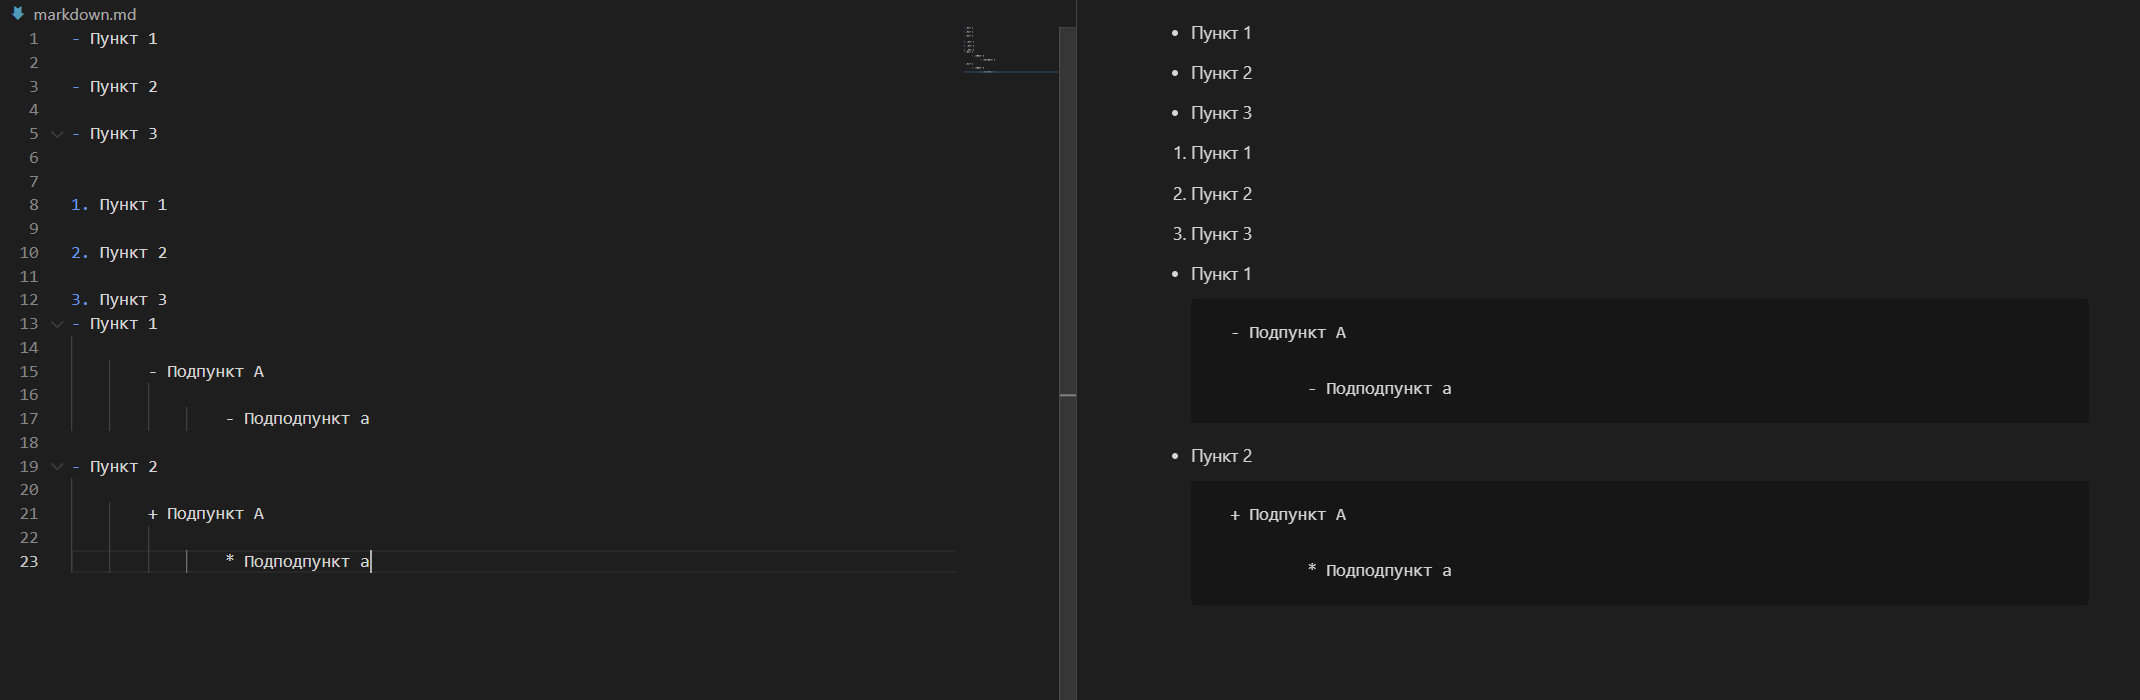 markdown.md
1 - Пункт 1
2
3 - Пункт 2
4
5 - Пункт 3
6
7
8 1. Пункт 1
9
10 2. Пункт 2
11
12 3. Пункт 3
13 - Пункт 1
14
15 - Подпункт А
16
17 - Подподпункт а
18
19 - Пункт 2
20
21 + Подпункт А
22
23 * Подподпункт а
• Пункт 1
• Пункт 2
• Пункт 3
1. Пункт 1
2. Пункт 2
3. Пункт 3
• Пункт 1
- Подпункт А
- Подподпункт а
• Пункт 2
+ Подпункт А
* Подподпункт а